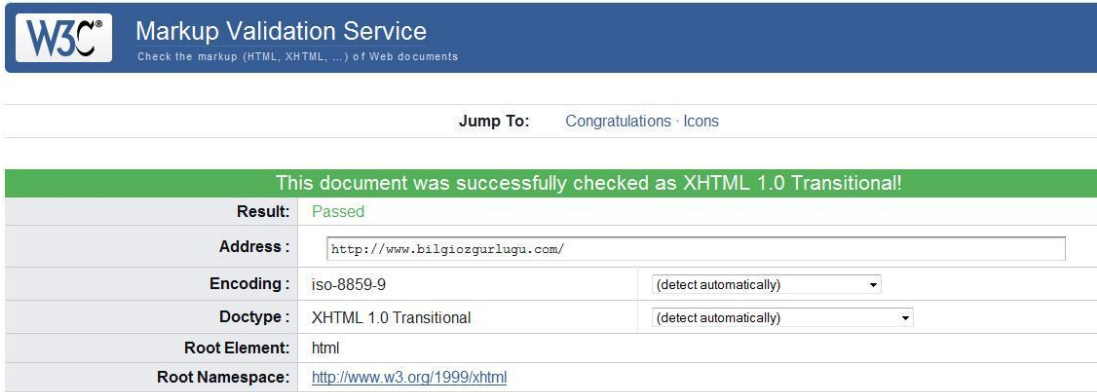 W3C® Markup Validation Service
Check the markup (HTML, XHTML, ...) of Web documents
Jump To: Congratulations · Icons
This document was successfully checked as XHTML 1.0 Transitional!
Result: Passed
Address : http://www.bilgiozgurlugu.com/
Encoding : iso-8859-9 (detect automatically)
Doctype : XHTML 1.0 Transitional (detect automatically)
Root Element: html
Root Namespace: http://www.w3.org/1999/xhtml